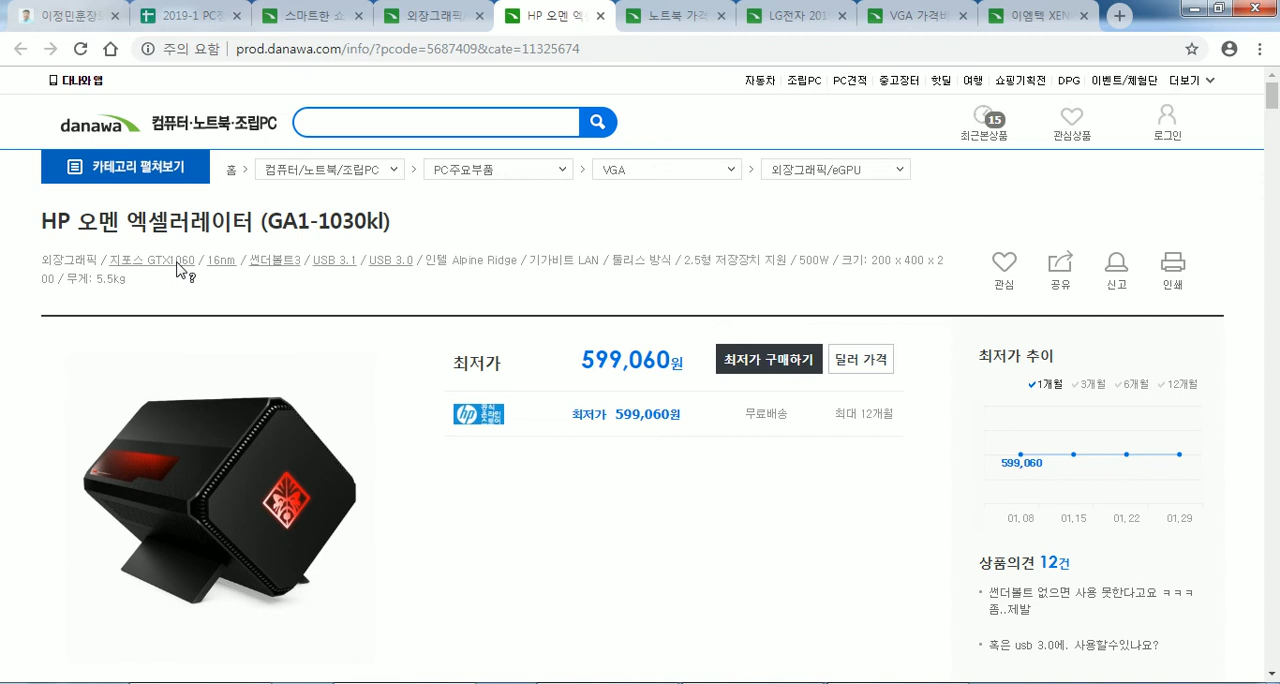 이정민훈장
2019-1 PC정
스마트한 쇼
외장그래픽/
HP 오멘 엑
노트북 가격
LG전자 201
VGA 가격비
이엠텍 XEN
주의 요함
prod.danawa.com/info/?pcode=5687409&cate=11325674
다나와 앱
자동차 조립PC PC견적 중고장터 핫딜 여행 쇼핑기획전 DPG 이벤트/체험단 더보기
danawa 컴퓨터·노트북·조립PC
15
최근본상품 관심상품 로그인
카테고리 펼쳐보기
홈 > 컴퓨터/노트북/조립PC > PC주요부품 > VGA > 외장그래픽/eGPU
HP 오멘 엑셀러레이터 (GA1-1030kl)
외장그래픽 / 지포스 GTX1060 / 16nm / 썬더볼트3 / USB 3.1 / USB 3.0 / 인텔 Alpine Ridge / 기가비트 LAN / 툴리스 방식 / 2.5형 저장장치 지원 / 500W / 크기: 200 x 400 x 2
00 / 무게: 5.5kg
관심 공유 신고 인쇄
최저가 599,060원 최저가 구매하기 딜러 가격
hp 공식 온라인 스토어 최저가 599,060원 무료배송 최대 12개월
최저가 추이
1개월 3개월 6개월 12개월
599,060
01.08 01.15 01.22 01.29
상품의견 12건
썬더볼트 없으면 사용 못한다고요 ㅋㅋㅋ
좀..제발
혹은 usb 3.0에. 사용할수있나요?